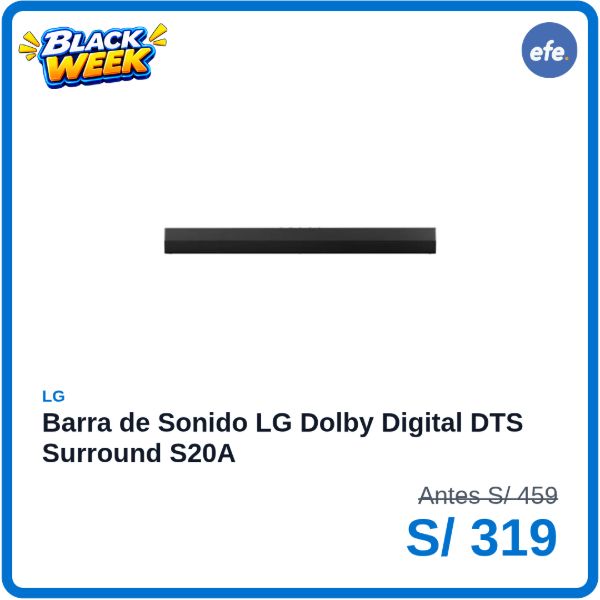 BLACK
WEEK
efe.
LG
Barra de Sonido LG Dolby Digital DTS
Surround S20A
Antes S/ 459
S/ 319